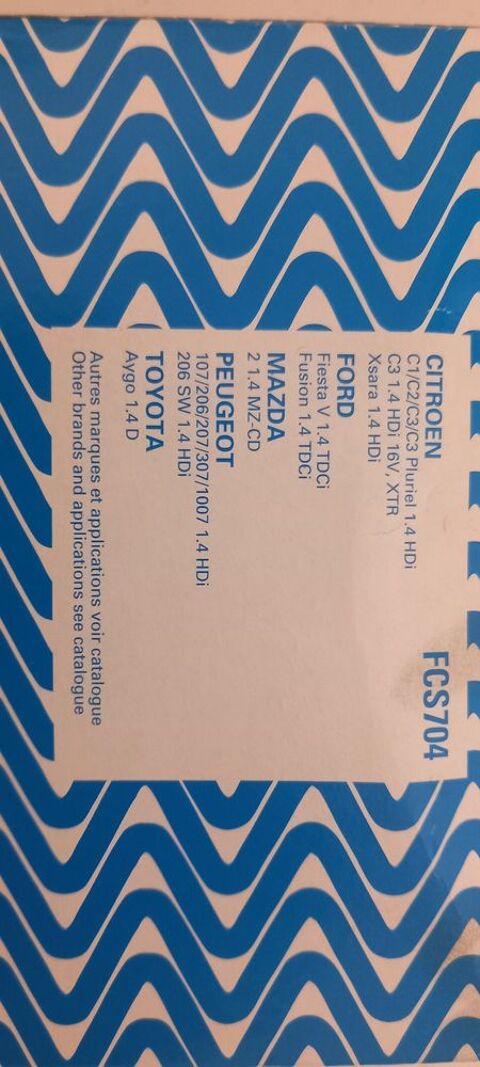 FCS704
CITROEN
C1/C2/C3/C3 Pluriel 1.4 HDi
C3 1.4 HDi 16V, XTR
Xsara 1.4 HDi
FORD
Fiesta V 1.4 TDCi
Fusion 1.4 TDCi
MAZDA
2 1.4 MZ-CD
PEUGEOT
107/206/207/307/1007 1.4 HDi
206 SW 1.4 HDi
TOYOTA
Aygo 1.4 D
Autres marques et applications voir catalogue
Other brands and applications see catalogue